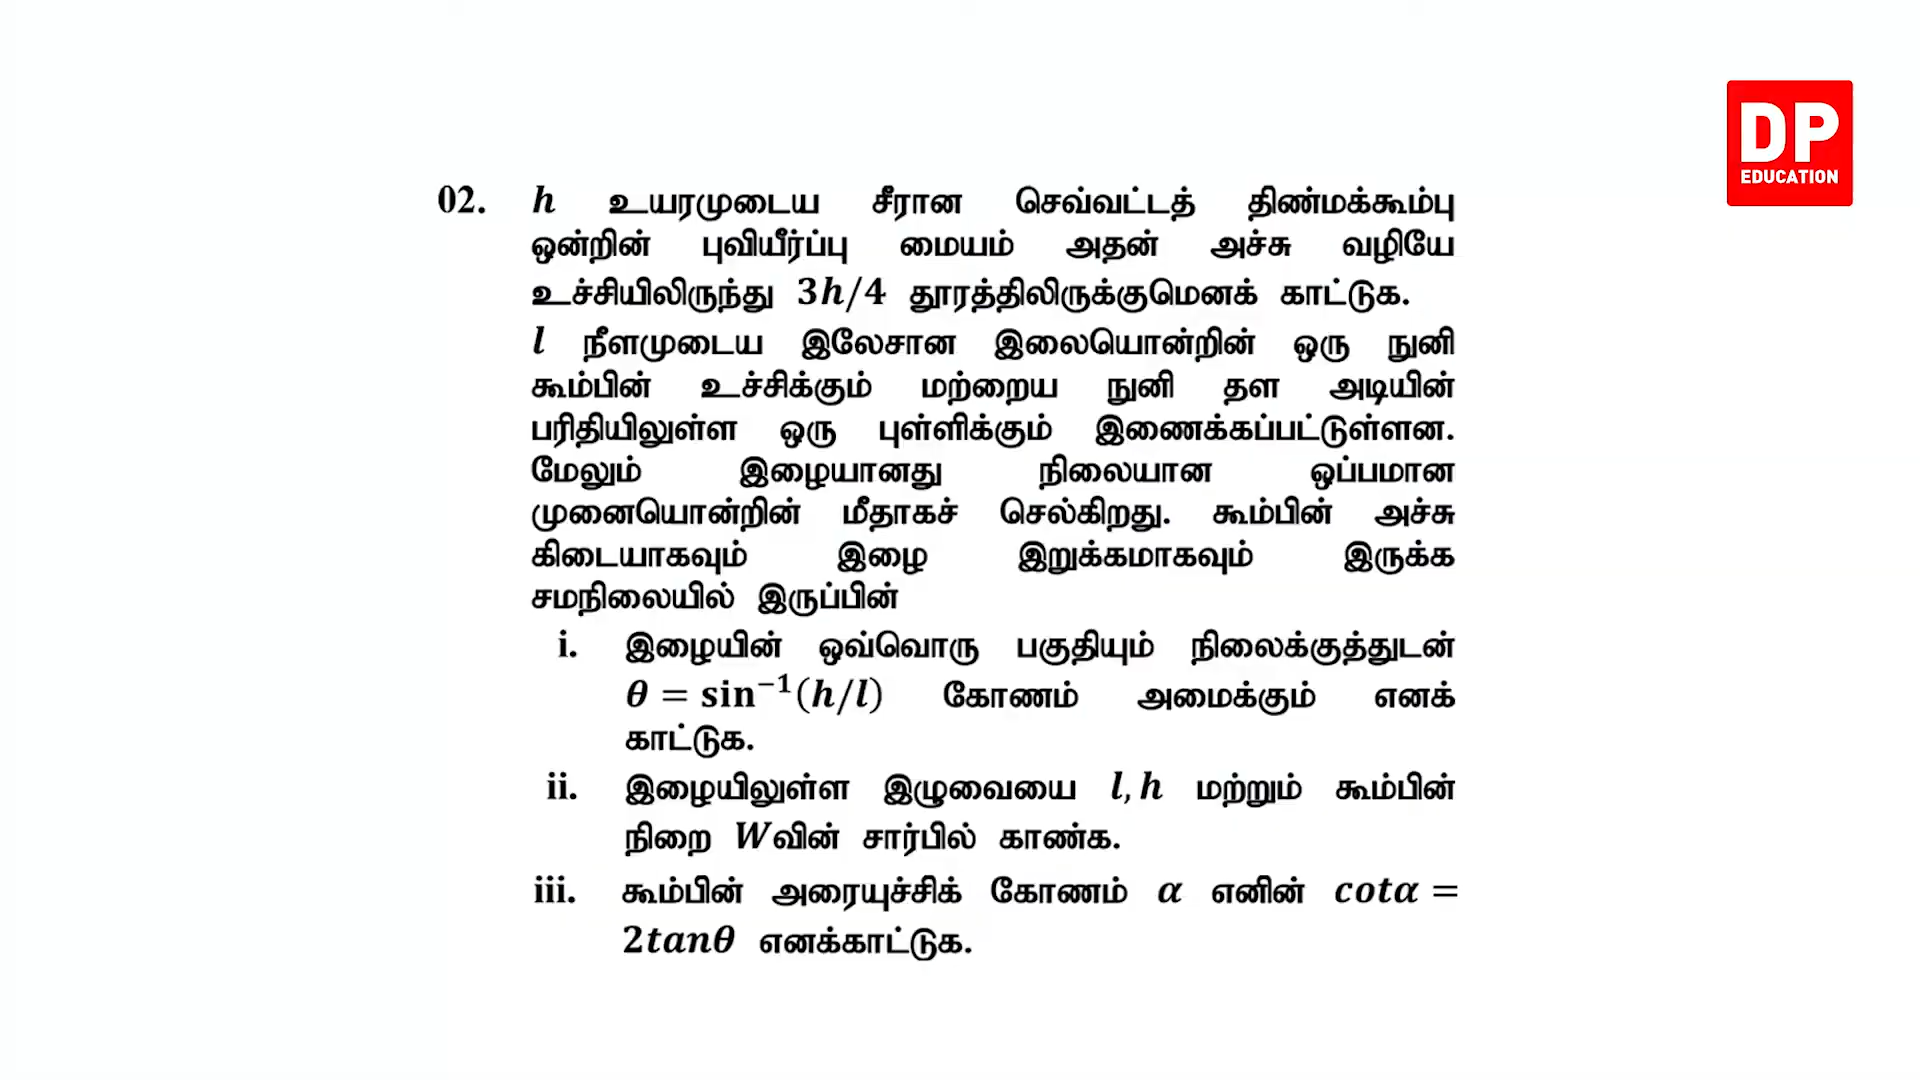 DP
EDUCATION
02. h உயரமுடைய சீரான செவ்வட்டத் திண்மக்கூம்பு
ஒன்றின் புவியீர்ப்பு மையம் அதன் அச்சு வழியே
உச்சியிலிருந்து 3h/4 தூரத்திலிருக்குமெனக் காட்டுக.
l நீளமுடைய இலேசான இலையொன்றின் ஒரு நுனி
கூம்பின் உச்சிக்கும் மற்றைய நுனி தள அடியின்
பரிதியிலுள்ள ஒரு புள்ளிக்கும் இணைக்கப்பட்டுள்ளன.
மேலும் இழையானது நிலையான ஒப்பமான
முனையொன்றின் மீதாகச் செல்கிறது. கூம்பின் அச்சு
கிடையாகவும் இழை இறுக்கமாகவும் இருக்க
சமநிலையில் இருப்பின்
i. இழையின் ஒவ்வொரு பகுதியும் நிலைக்குத்துடன்
θ = sin⁻¹(h/l) கோணம் அமைக்கும் எனக்
காட்டுக.
ii. இழையிலுள்ள இழுவையை l, h மற்றும் கூம்பின்
நிறை Wவின் சார்பில் காண்க.
iii. கூம்பின் அரையுச்சிக் கோணம் α எனின் cotα =
2tanθ எனக்காட்டுக.